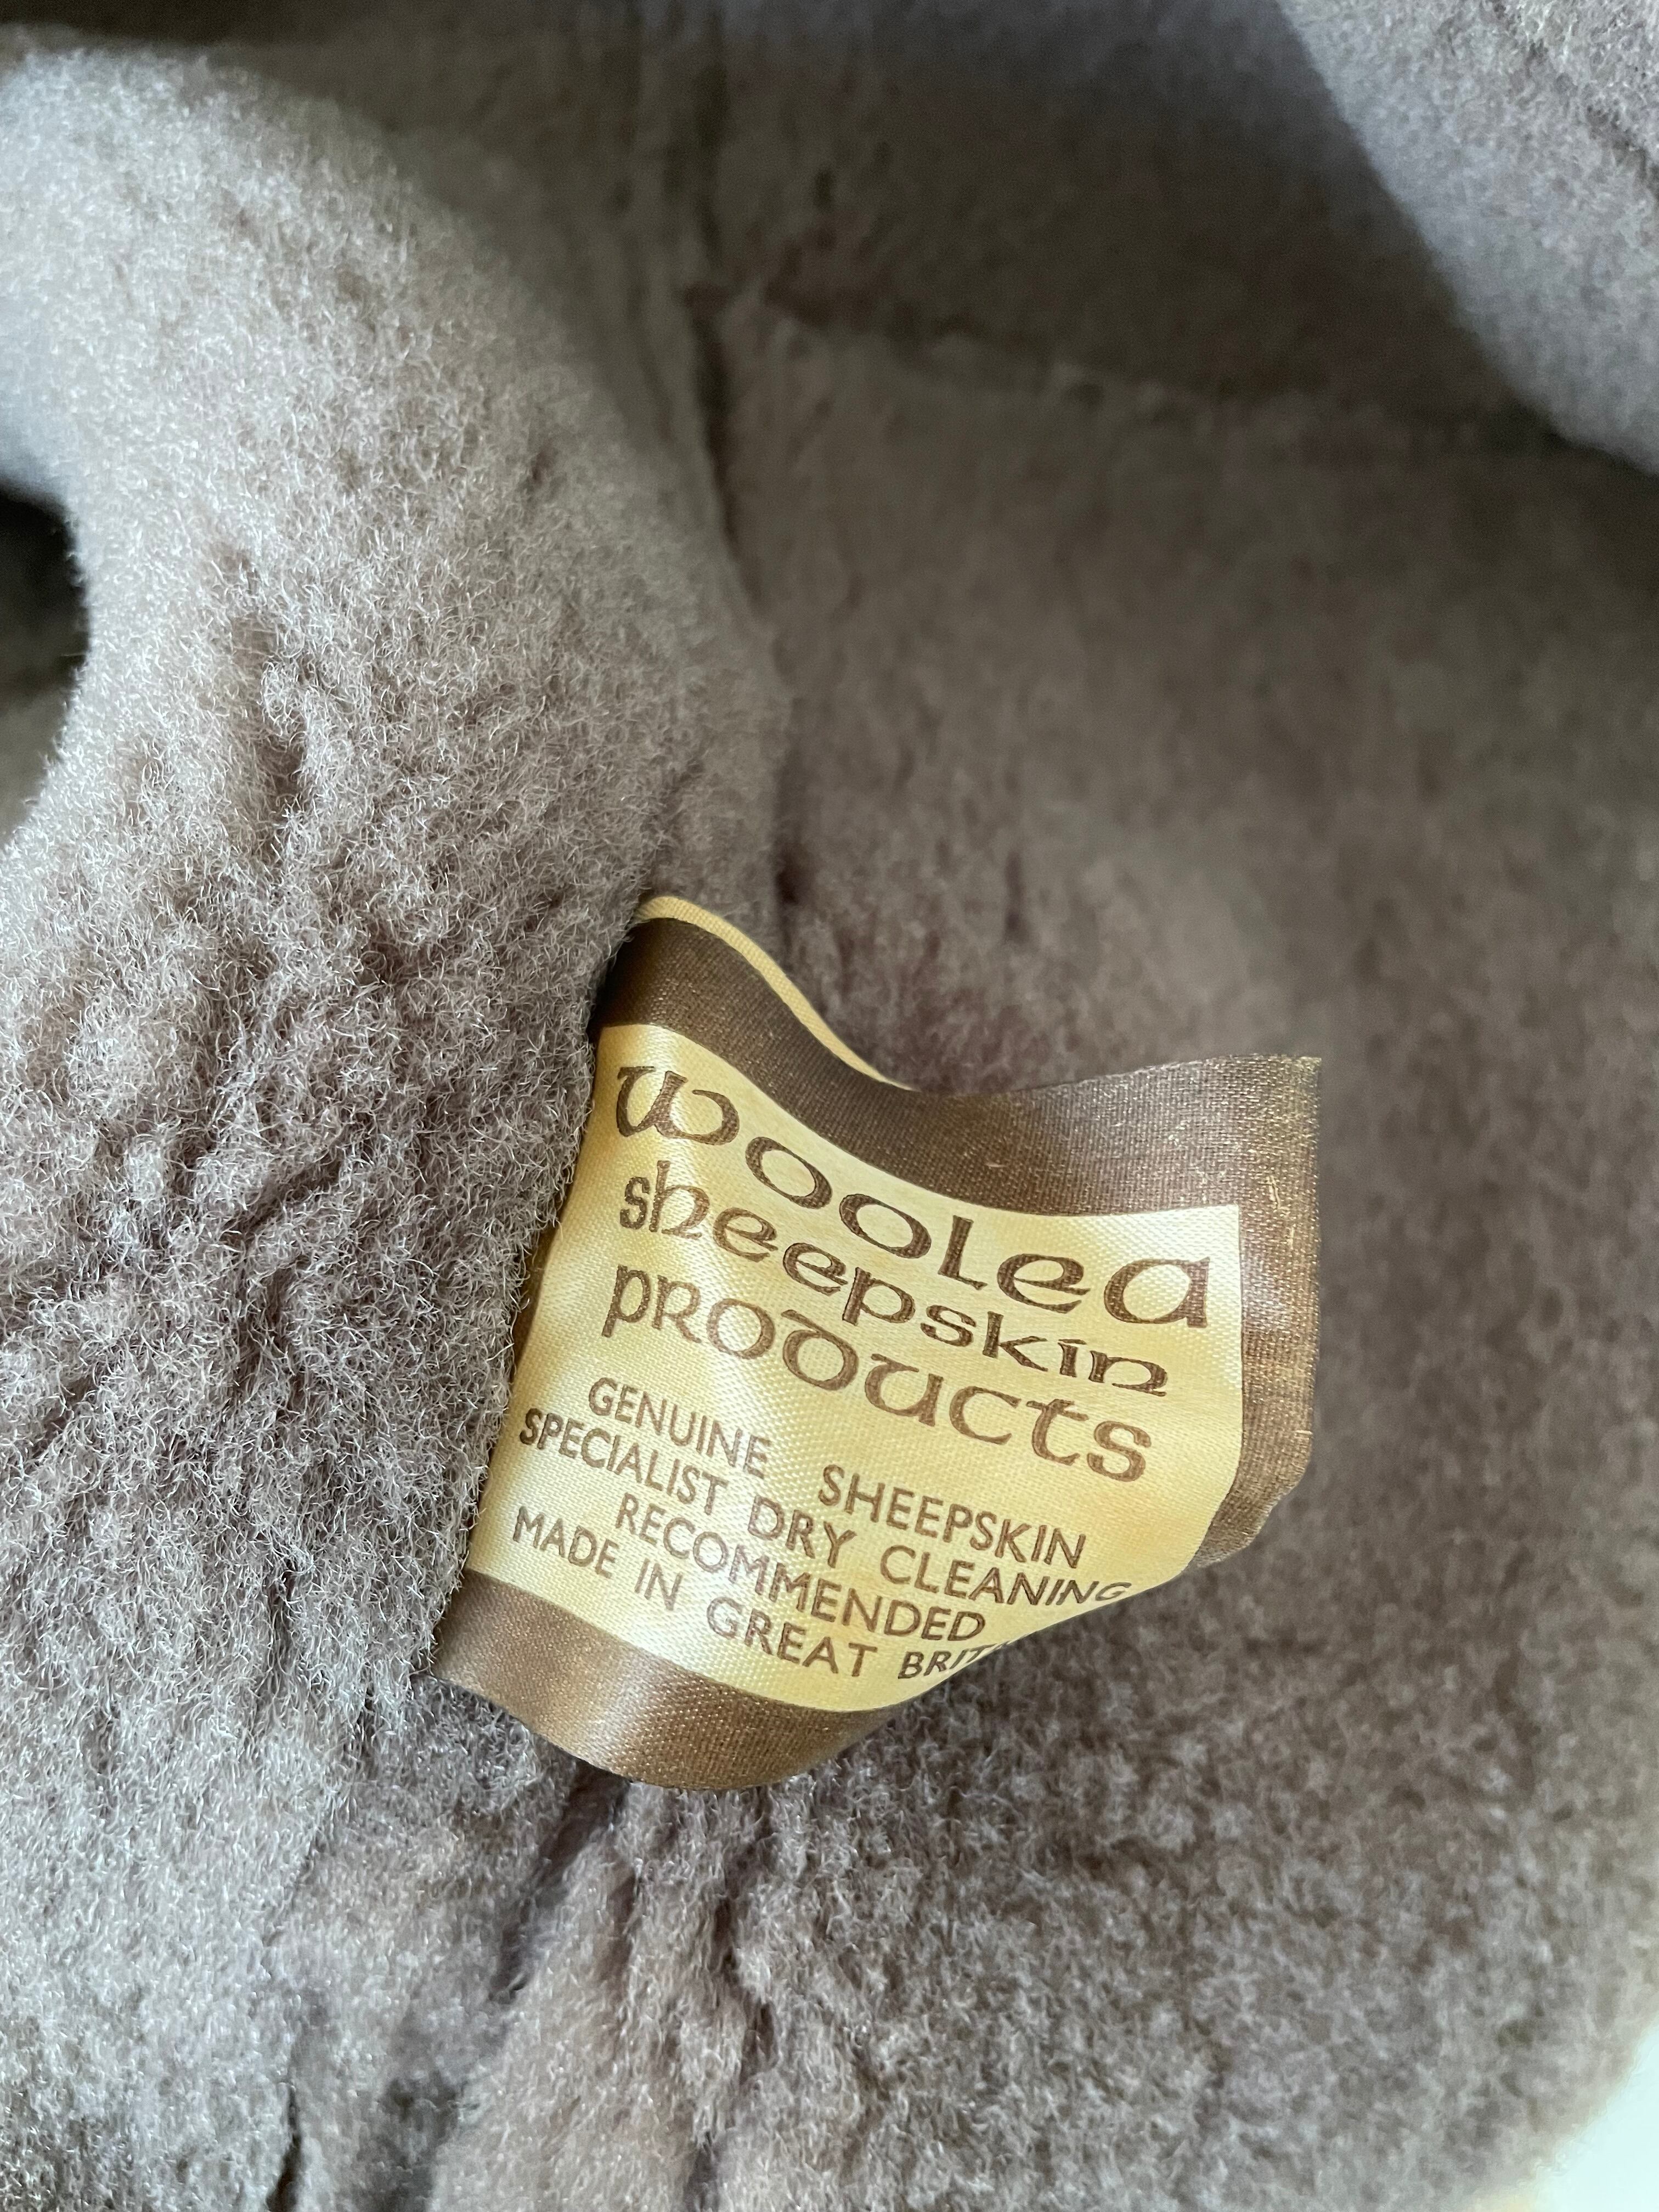 woolea
sheepskin
products
GENUINE SHEEPSKIN
SPECIALIST DRY CLEANING
RECOMMENDED
MADE IN GREAT